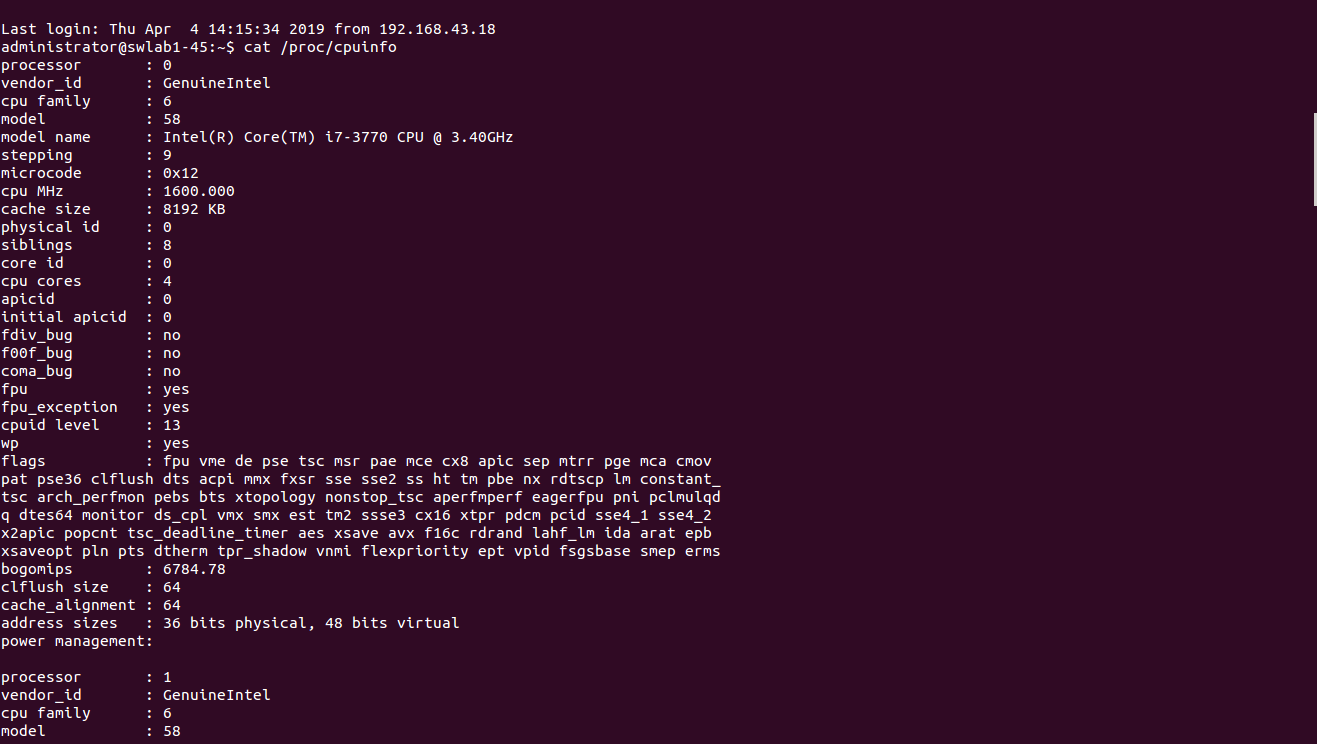 Last login: Thu Apr  4 14:15:34 2019 from 192.168.43.18
administrator@swlab1-45:~$ cat /proc/cpuinfo
processor       : 0
vendor_id       : GenuineIntel
cpu family      : 6
model           : 58
model name      : Intel(R) Core(TM) i7-3770 CPU @ 3.40GHz
stepping        : 9
microcode       : 0x12
cpu MHz         : 1600.000
cache size      : 8192 KB
physical id     : 0
siblings        : 8
core id         : 0
cpu cores       : 4
apicid          : 0
initial apicid  : 0
fdiv_bug        : no
f00f_bug        : no
coma_bug        : no
fpu             : yes
fpu_exception   : yes
cpuid level     : 13
wp              : yes
flags           : fpu vme de pse tsc msr pae mce cx8 apic sep mtrr pge mca cmov
pat pse36 clflush dts acpi mmx fxsr sse sse2 ss ht tm pbe nx rdtscp lm constant_
tsc arch_perfmon pebs bts xtopology nonstop_tsc aperfmperf eagerfpu pni pclmulqd
q dtes64 monitor ds_cpl vmx smx est tm2 ssse3 cx16 xtpr pdcm pcid sse4_1 sse4_2
x2apic popcnt tsc_deadline_timer aes xsave avx f16c rdrand lahf_lm ida arat epb
xsaveopt pln pts dtherm tpr_shadow vnmi flexpriority ept vpid fsgsbase smep erms
bogomips        : 6784.78
clflush size    : 64
cache_alignment : 64
address sizes   : 36 bits physical, 48 bits virtual
power management:

processor       : 1
vendor_id       : GenuineIntel
cpu family      : 6
model           : 58